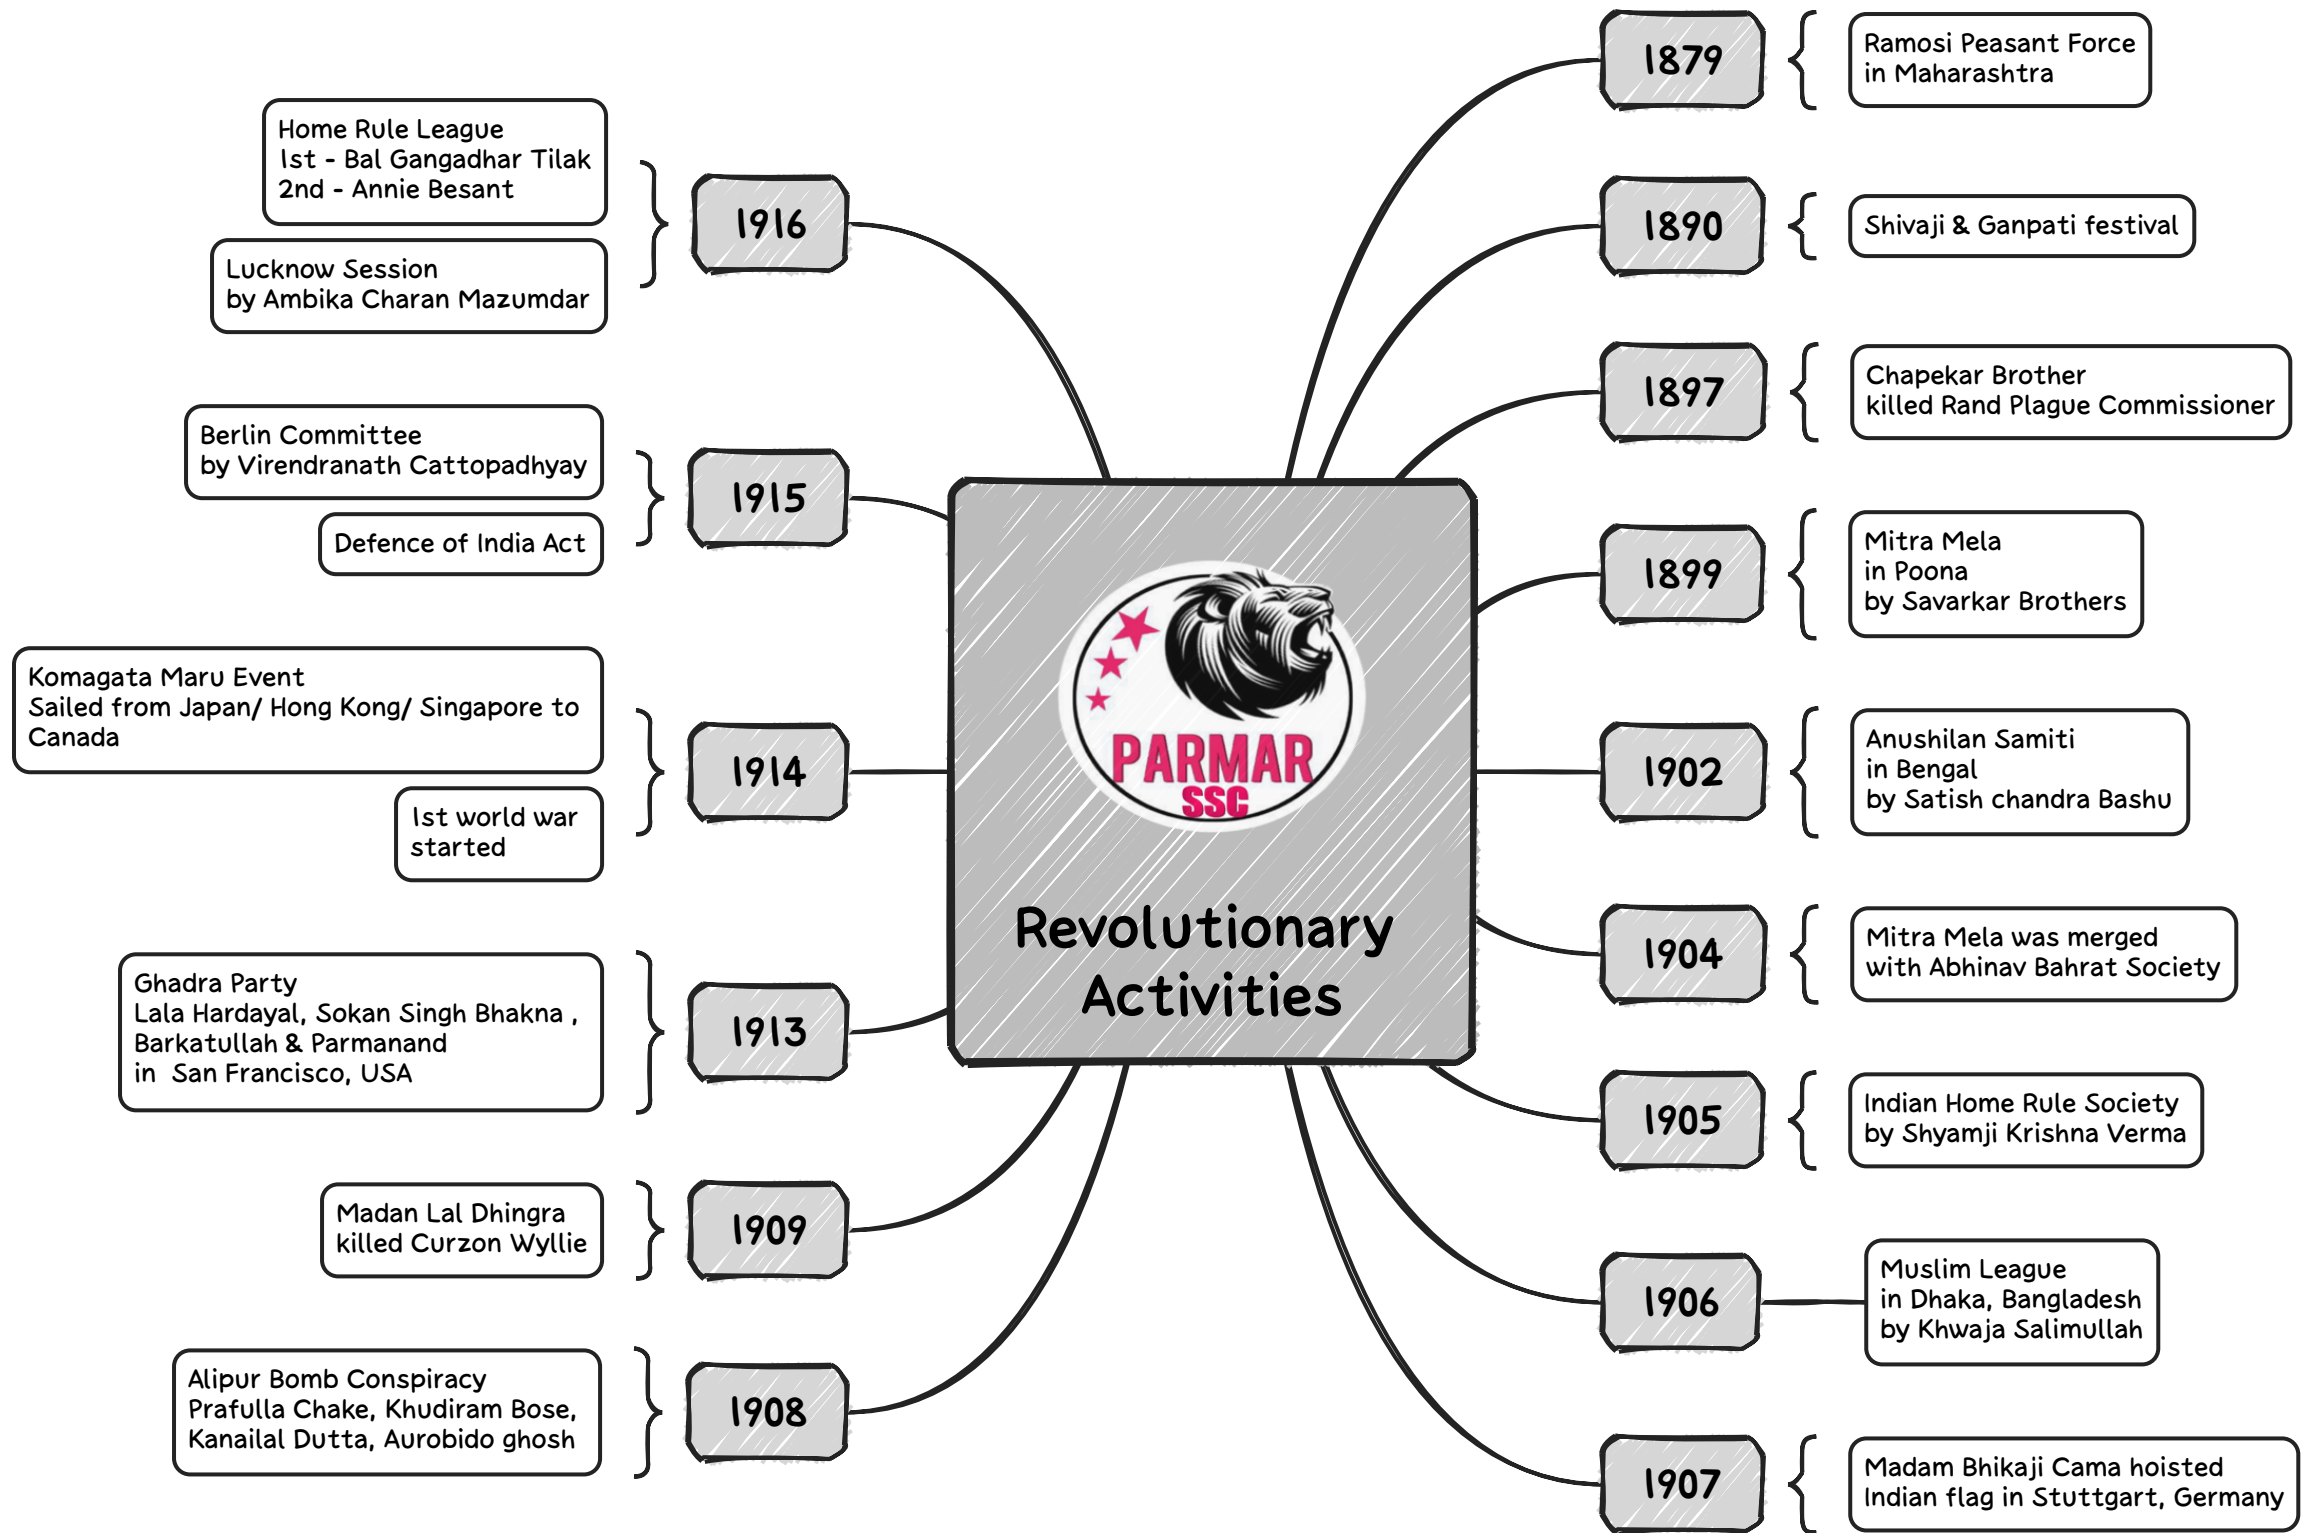 PARMAR
SSC
Revolutionary
Activities
1879
Ramosi Peasant Force
in Maharashtra
1890
Shivaji & Ganpati festival
1897
Chapekar Brother
killed Rand Plague Commissioner
1899
Mitra Mela
in Poona
by Savarkar Brothers
1902
Anushilan Samiti
in Bengal
by Satish chandra Bashu
1904
Mitra Mela was merged
with Abhinav Bahrat Society
1905
Indian Home Rule Society
by Shyamji Krishna Verma
1906
Muslim League
in Dhaka, Bangladesh
by Khwaja Salimullah
1907
Madam Bhikaji Cama hoisted
Indian flag in Stuttgart, Germany
1908
Alipur Bomb Conspiracy
Prafulla Chake, Khudiram Bose,
Kanailal Dutta, Aurobido ghosh
1909
Madan Lal Dhingra
killed Curzon Wyllie
1913
Ghadra Party
Lala Hardayal, Sokan Singh Bhakna ,
Barkatullah & Parmanand
in  San Francisco, USA
1914
Komagata Maru Event
Sailed from Japan/ Hong Kong/ Singapore to
Canada
1st world war
started
1915
Berlin Committee
by Virendranath Cattopadhyay
Defence of India Act
1916
Home Rule League
1st - Bal Gangadhar Tilak
2nd - Annie Besant
Lucknow Session
by Ambika Charan Mazumdar